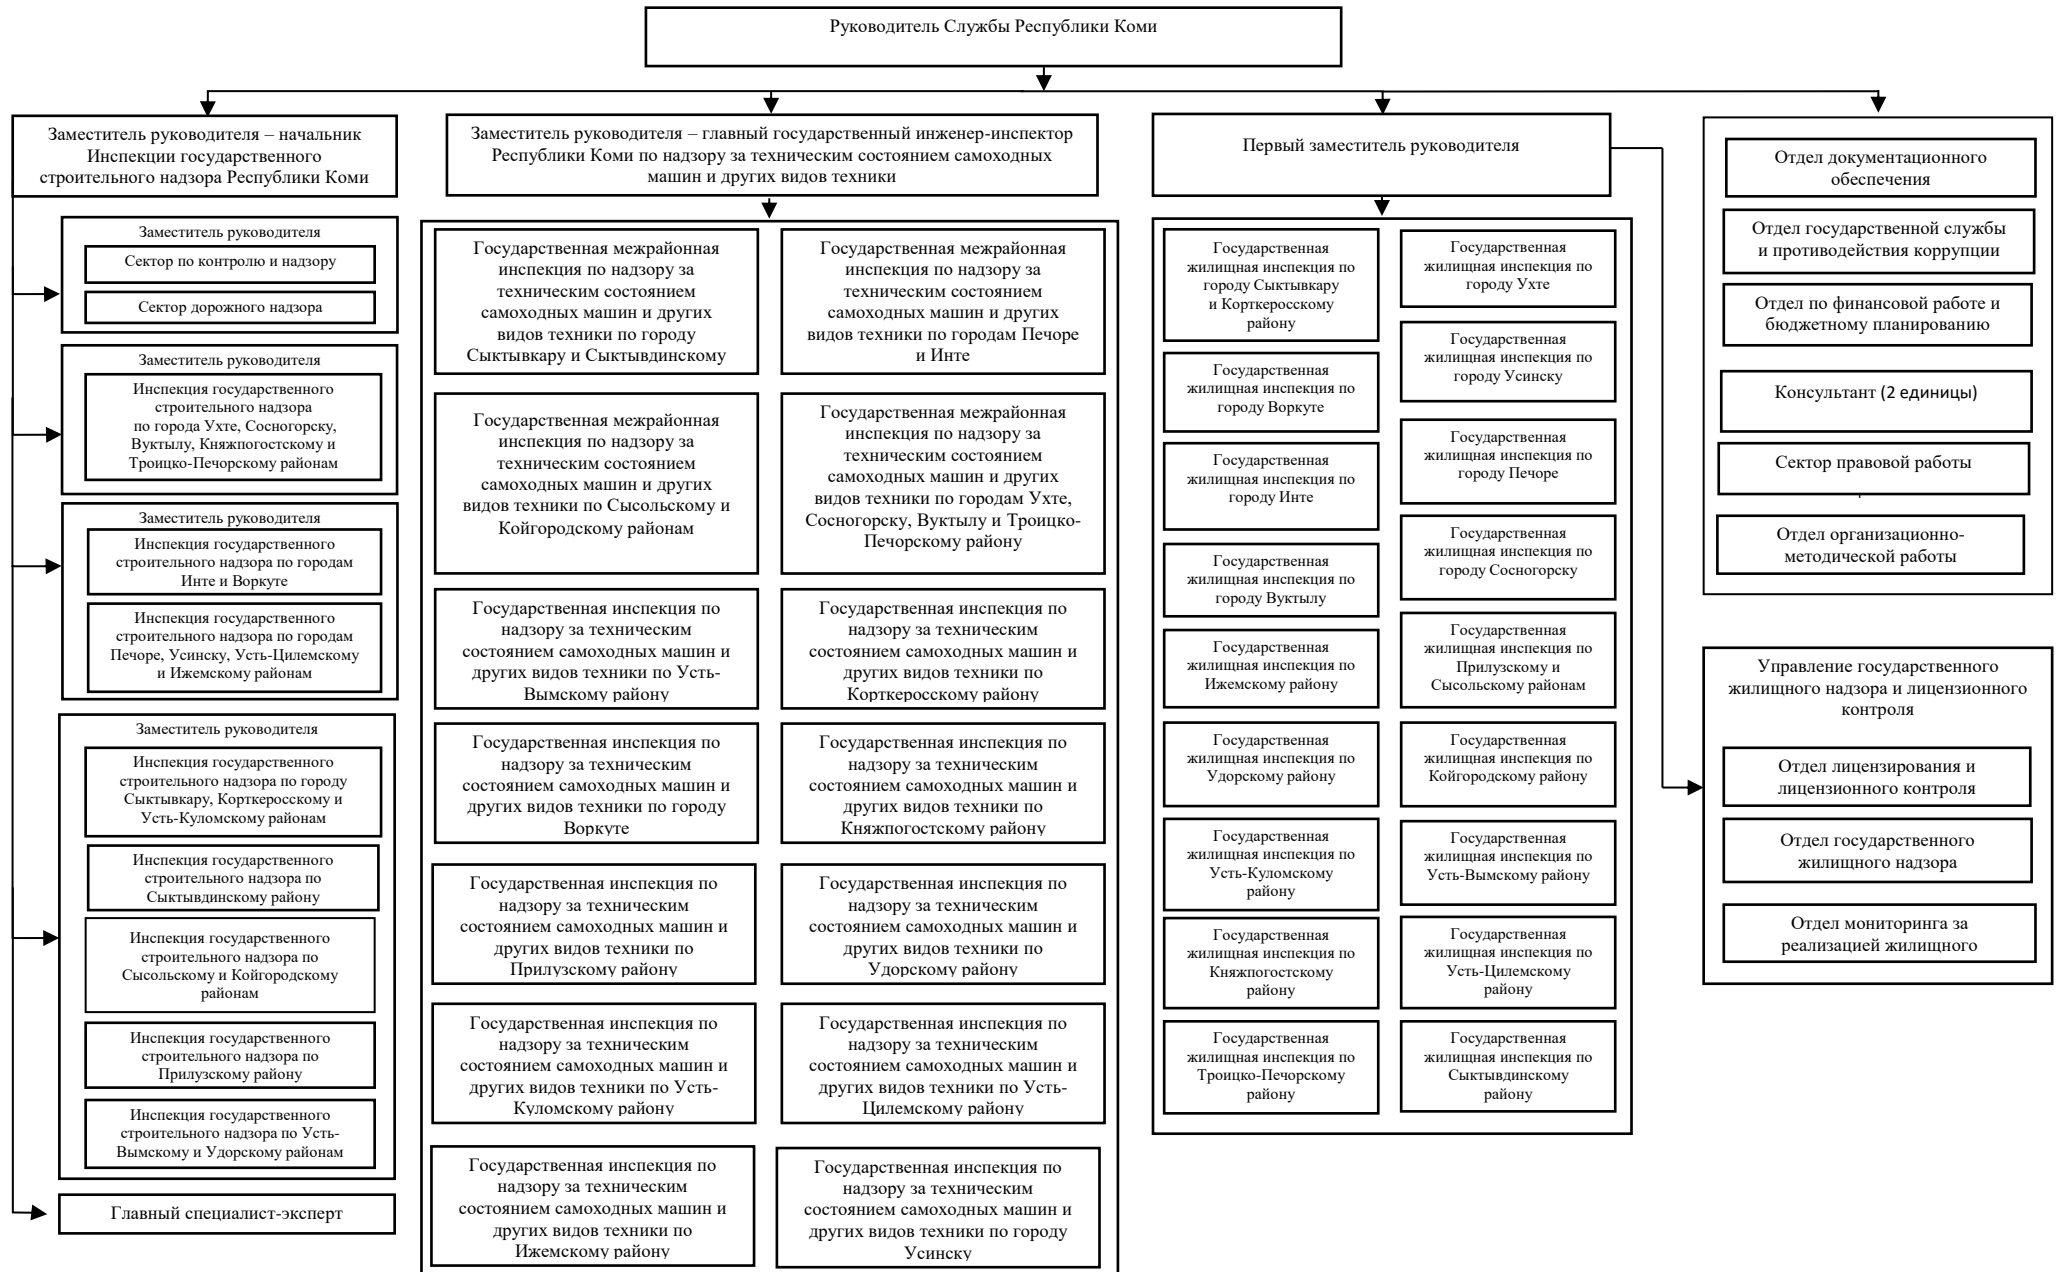 Руководитель Службы Республики Коми
Заместитель руководителя – начальник
Инспекции государственного
строительного надзора Республики Коми
Заместитель руководителя
Сектор по контролю и надзору
Сектор дорожного надзора
Заместитель руководителя
Инспекция государственного
строительного надзора
по города Ухте, Сосногорску,
Вуктылу, Княжпогостскому и
Троицко-Печорскому районам
Заместитель руководителя
Инспекция государственного
строительного надзора по городам
Инте и Воркуте
Инспекция государственного
строительного надзора по городам
Печоре, Усинску, Усть-Цилемскому
и Ижемскому районам
Заместитель руководителя
Инспекция государственного
строительного надзора по городу
Сыктывкару, Корткеросскому и
Усть-Куломскому районам
Инспекция государственного
строительного надзора по
Сыктывдинскому району
Инспекция государственного
строительного надзора по
Сысольскому и Койгородскому
районам
Инспекция государственного
строительного надзора по
Прилузскому району
Инспекция государственного
строительного надзора по Усть-
Вымскому и Удорскому районам
Главный специалист-эксперт
Заместитель руководителя – главный государственный инженер-инспектор
Республики Коми по надзору за техническим состоянием самоходных
машин и других видов техники
Государственная межрайонная
инспекция по надзору за
техническим состоянием
самоходных машин и других
видов техники по городу
Сыктывкару и Сыктывдинскому
Государственная межрайонная
инспекция по надзору за
техническим состоянием
самоходных машин и других
видов техники по городам Печоре
и Инте
Государственная межрайонная
инспекция по надзору за
техническим состоянием
самоходных машин и других
видов техники по Сысольскому и
Койгородскому районам
Государственная межрайонная
инспекция по надзору за
техническим состоянием
самоходных машин и других
видов техники по городам Ухте,
Сосногорску, Вуктылу и Троицко-
Печорскому району
Государственная инспекция по
надзору за техническим
состоянием самоходных машин и
других видов техники по Усть-
Вымскому району
Государственная инспекция по
надзору за техническим
состоянием самоходных машин и
других видов техники по
Корткеросскому району
Государственная инспекция по
надзору за техническим
состоянием самоходных машин и
других видов техники по городу
Воркуте
Государственная инспекция по
надзору за техническим
состоянием самоходных машин и
других видов техники по
Княжпогостскому району
Государственная инспекция по
надзору за техническим
состоянием самоходных машин и
других видов техники по
Прилузскому району
Государственная инспекция по
надзору за техническим
состоянием самоходных машин и
других видов техники по
Удорскому району
Государственная инспекция по
надзору за техническим
состоянием самоходных машин и
других видов техники по Усть-
Куломскому району
Государственная инспекция по
надзору за техническим
состоянием самоходных машин и
других видов техники по Усть-
Цилемскому району
Государственная инспекция по
надзору за техническим
состоянием самоходных машин и
других видов техники по
Ижемскому району
Государственная инспекция по
надзору за техническим
состоянием самоходных машин и
других видов техники по городу
Усинску
Первый заместитель руководителя
Государственная
жилищная инспекция по
городу Сыктывкару
и Корткеросскому
району
Государственная
жилищная инспекция по
городу Воркуте
Государственная
жилищная инспекция по
городу Инте
Государственная
жилищная инспекция по
городу Вуктылу
Государственная
жилищная инспекция по
Ижемскому району
Государственная
жилищная инспекция по
Удорскому району
Государственная
жилищная инспекция по
Усть-Куломскому
району
Государственная
жилищная инспекция по
Княжпогостскому
району
Государственная
жилищная инспекция по
Троицко-Печорскому
району
Государственная
жилищная инспекция по
городу Ухте
Государственная
жилищная инспекция по
городу Усинску
Государственная
жилищная инспекция по
городу Печоре
Государственная
жилищная инспекция по
городу Сосногорску
Государственная
жилищная инспекция по
Прилузскому и
Сысольскому районам
Государственная
жилищная инспекция по
Койгородскому району
Государственная
жилищная инспекция по
Усть-Вымскому району
Государственная
жилищная инспекция по
Усть-Цилемскому
району
Государственная
жилищная инспекция по
Сыктывдинскому
району
Отдел документационного
обеспечения
Отдел государственной службы
и противодействия коррупции
Отдел по финансовой работе и
бюджетному планированию
Консультант (2 единицы)
Сектор правовой работы
Отдел организационно-
методической работы
Управление государственного
жилищного надзора и лицензионного
контроля
Отдел лицензирования и
лицензионного контроля
Отдел государственного
жилищного надзора
Отдел мониторинга за
реализацией жилищного